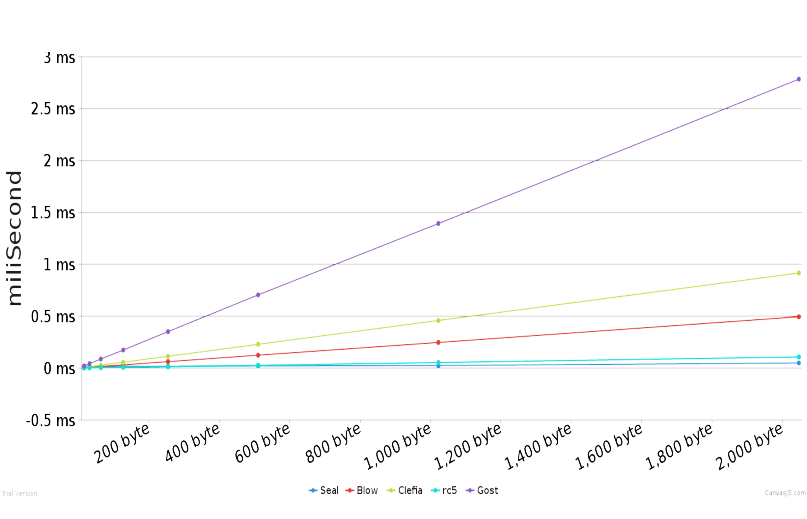 3 ms
2.5 ms
2 ms
1.5 ms
1 ms
0.5 ms
0 ms
-0.5 ms
miliSecond
200 byte
400 byte
600 byte
800 byte
1,000 byte
1,200 byte
1,400 byte
1,600 byte
1,800 byte
2,000 byte
Seal Blow Clefia rc5 Gost
Trial Version
CanvasJS.com